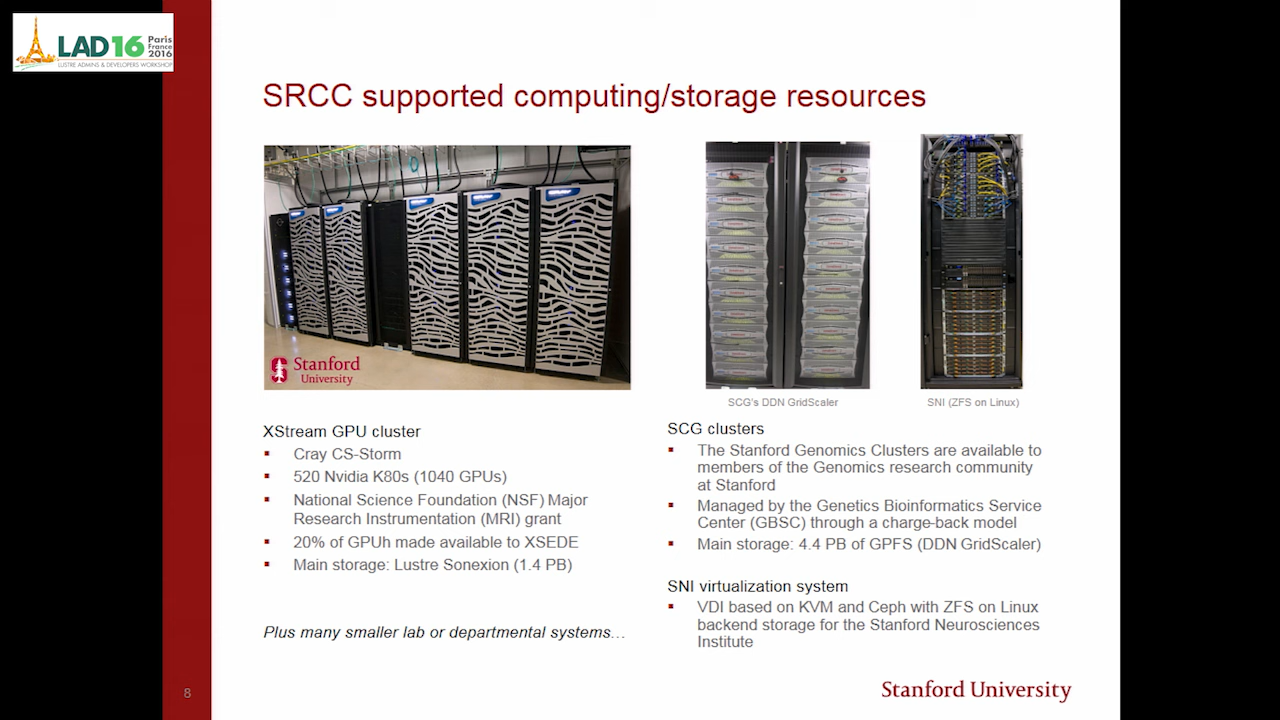 LAD16 Paris France 2016
LUSTRE ADMINS & DEVELOPERS WORKSHOP
SRCC supported computing/storage resources
Stanford
University
SCG's DDN GridScaler
SNI (ZFS on Linux)
XStream GPU cluster
Cray CS-Storm
520 Nvidia K80s (1040 GPUs)
National Science Foundation (NSF) Major
Research Instrumentation (MRI) grant
20% of GPUh made available to XSEDE
Main storage: Lustre Sonexion (1.4 PB)
Plus many smaller lab or departmental systems…
SCG clusters
The Stanford Genomics Clusters are available to
members of the Genomics research community
at Stanford
Managed by the Genetics Bioinformatics Service
Center (GBSC) through a charge-back model
Main storage: 4.4 PB of GPFS (DDN GridScaler)
SNI virtualization system
VDI based on KVM and Ceph with ZFS on Linux
backend storage for the Stanford Neurosciences
Institute
8
Stanford University